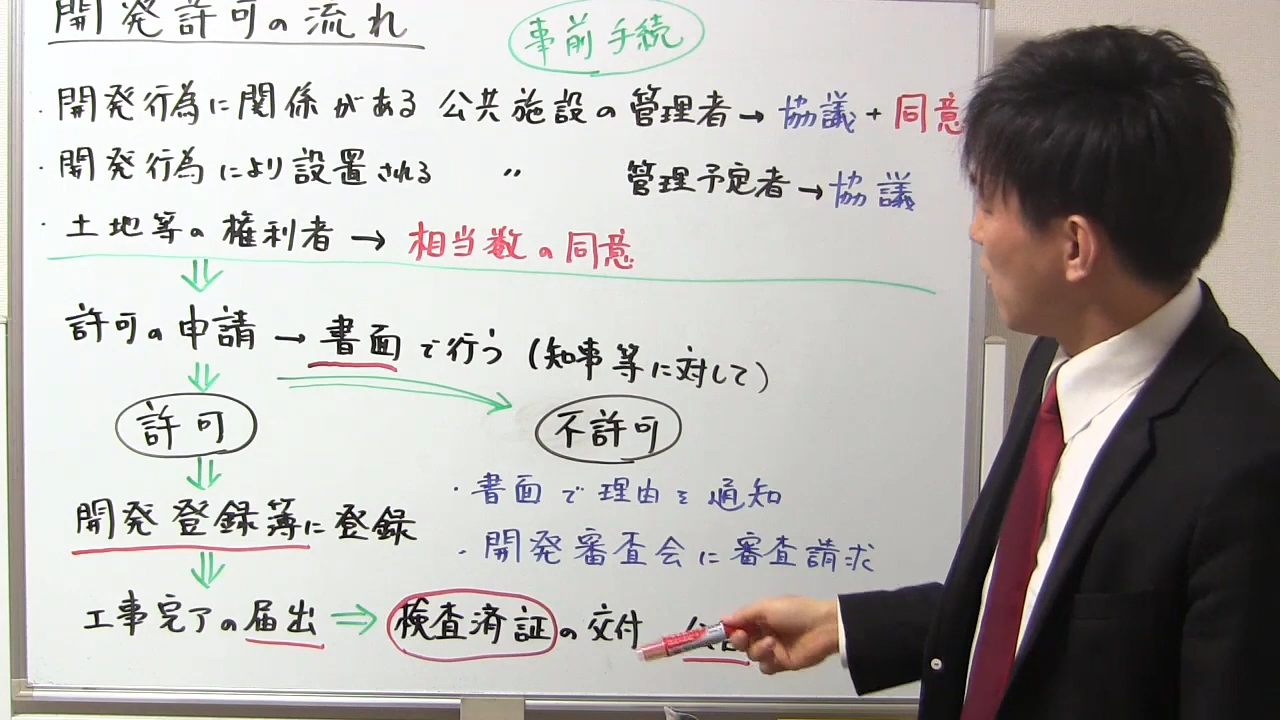 開発許可の流れ
事前手続
・開発行為に関係がある 公共施設の管理者→協議+同意
・開発行為により設置される 〃 管理予定者→協議
・土地等の権利者→相当数の同意
許可の申請→書面で行う(知事等に対して)
許可
不許可
・書面で理由を通知
開発登録簿に登録
・開発審査会に審査請求
工事完了の届出⇒検査済証の交付